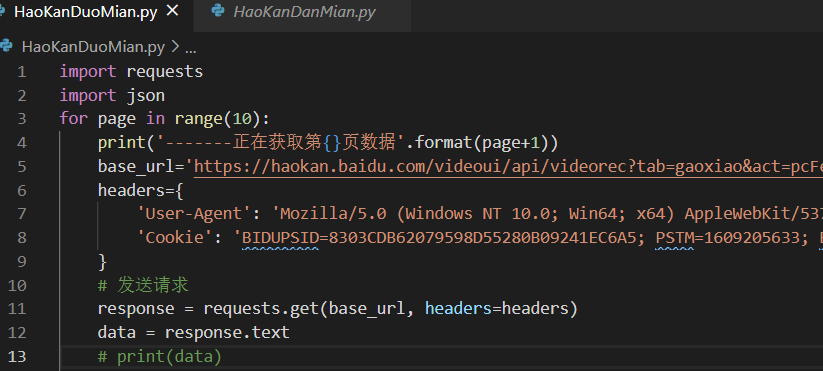 HaoKanDuoMian.py HaoKanDanMian.py
HaoKanDuoMian.py > ...
1 import requests
2 import json
3 for page in range(10):
4 print('-------正在获取第{}页数据'.format(page+1))
5 base_url='https://haokan.baidu.com/videoui/api/videorec?tab=gaoxiao&act=pcFe
6 headers={
7 'User-Agent': 'Mozilla/5.0 (Windows NT 10.0; Win64; x64) AppleWebKit/537
8 'Cookie': 'BIDUPSID=8303CDB62079598D55280B09241EC6A5; PSTM=1609205633;
9 }
10 # 发送请求
11 response = requests.get(base_url, headers=headers)
12 data = response.text
13 # print(data)